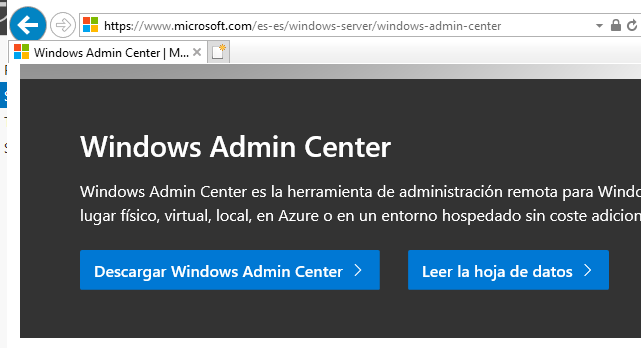 https://www.microsoft.com/es-es/windows-server/windows-admin-center
Windows Admin Center | M...
Windows Admin Center
Windows Admin Center es la herramienta de administración remota para
lugar físico, virtual, local, en Azure o en un entorno hospedado sin coste
Descargar Windows Admin Center
Leer la hoja de datos